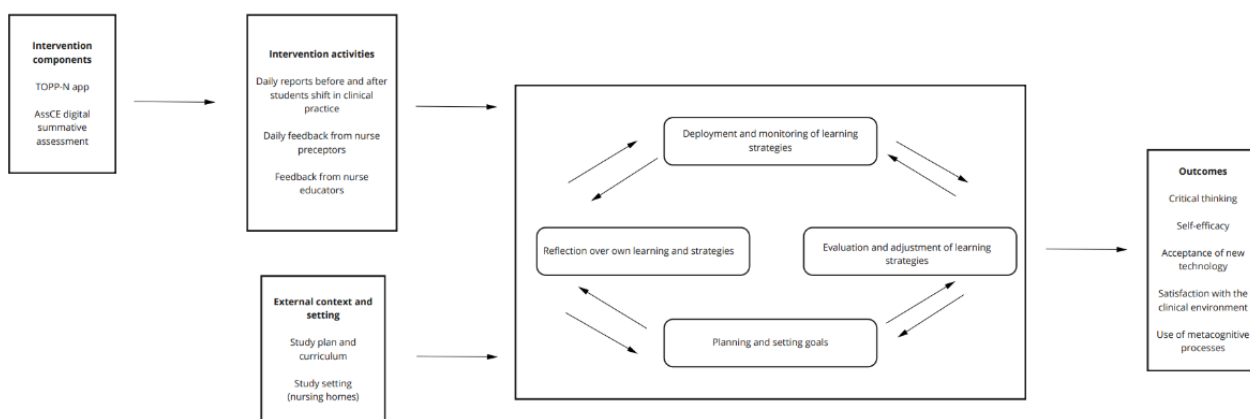 Intervention
components
TOPP-N app
AssCE digital
summative
assessment
Intervention activities
Daily reports before and after
students shift in clinical
practice
Daily feedback from nurse
preceptors
Feedback from nurse
educators
External context and
setting
Study plan and
curriculum
Study setting
(nursing homes)
Deployment and monitoring of learning
strategies
Reflection over own learning and strategies
Evaluation and adjustment of learning
strategies
Planning and setting goals
Outcomes
Critical thinking
Self-efficacy
Acceptance of new
technology
Satisfaction with the
clinical environment
Use of metacognitive
processes